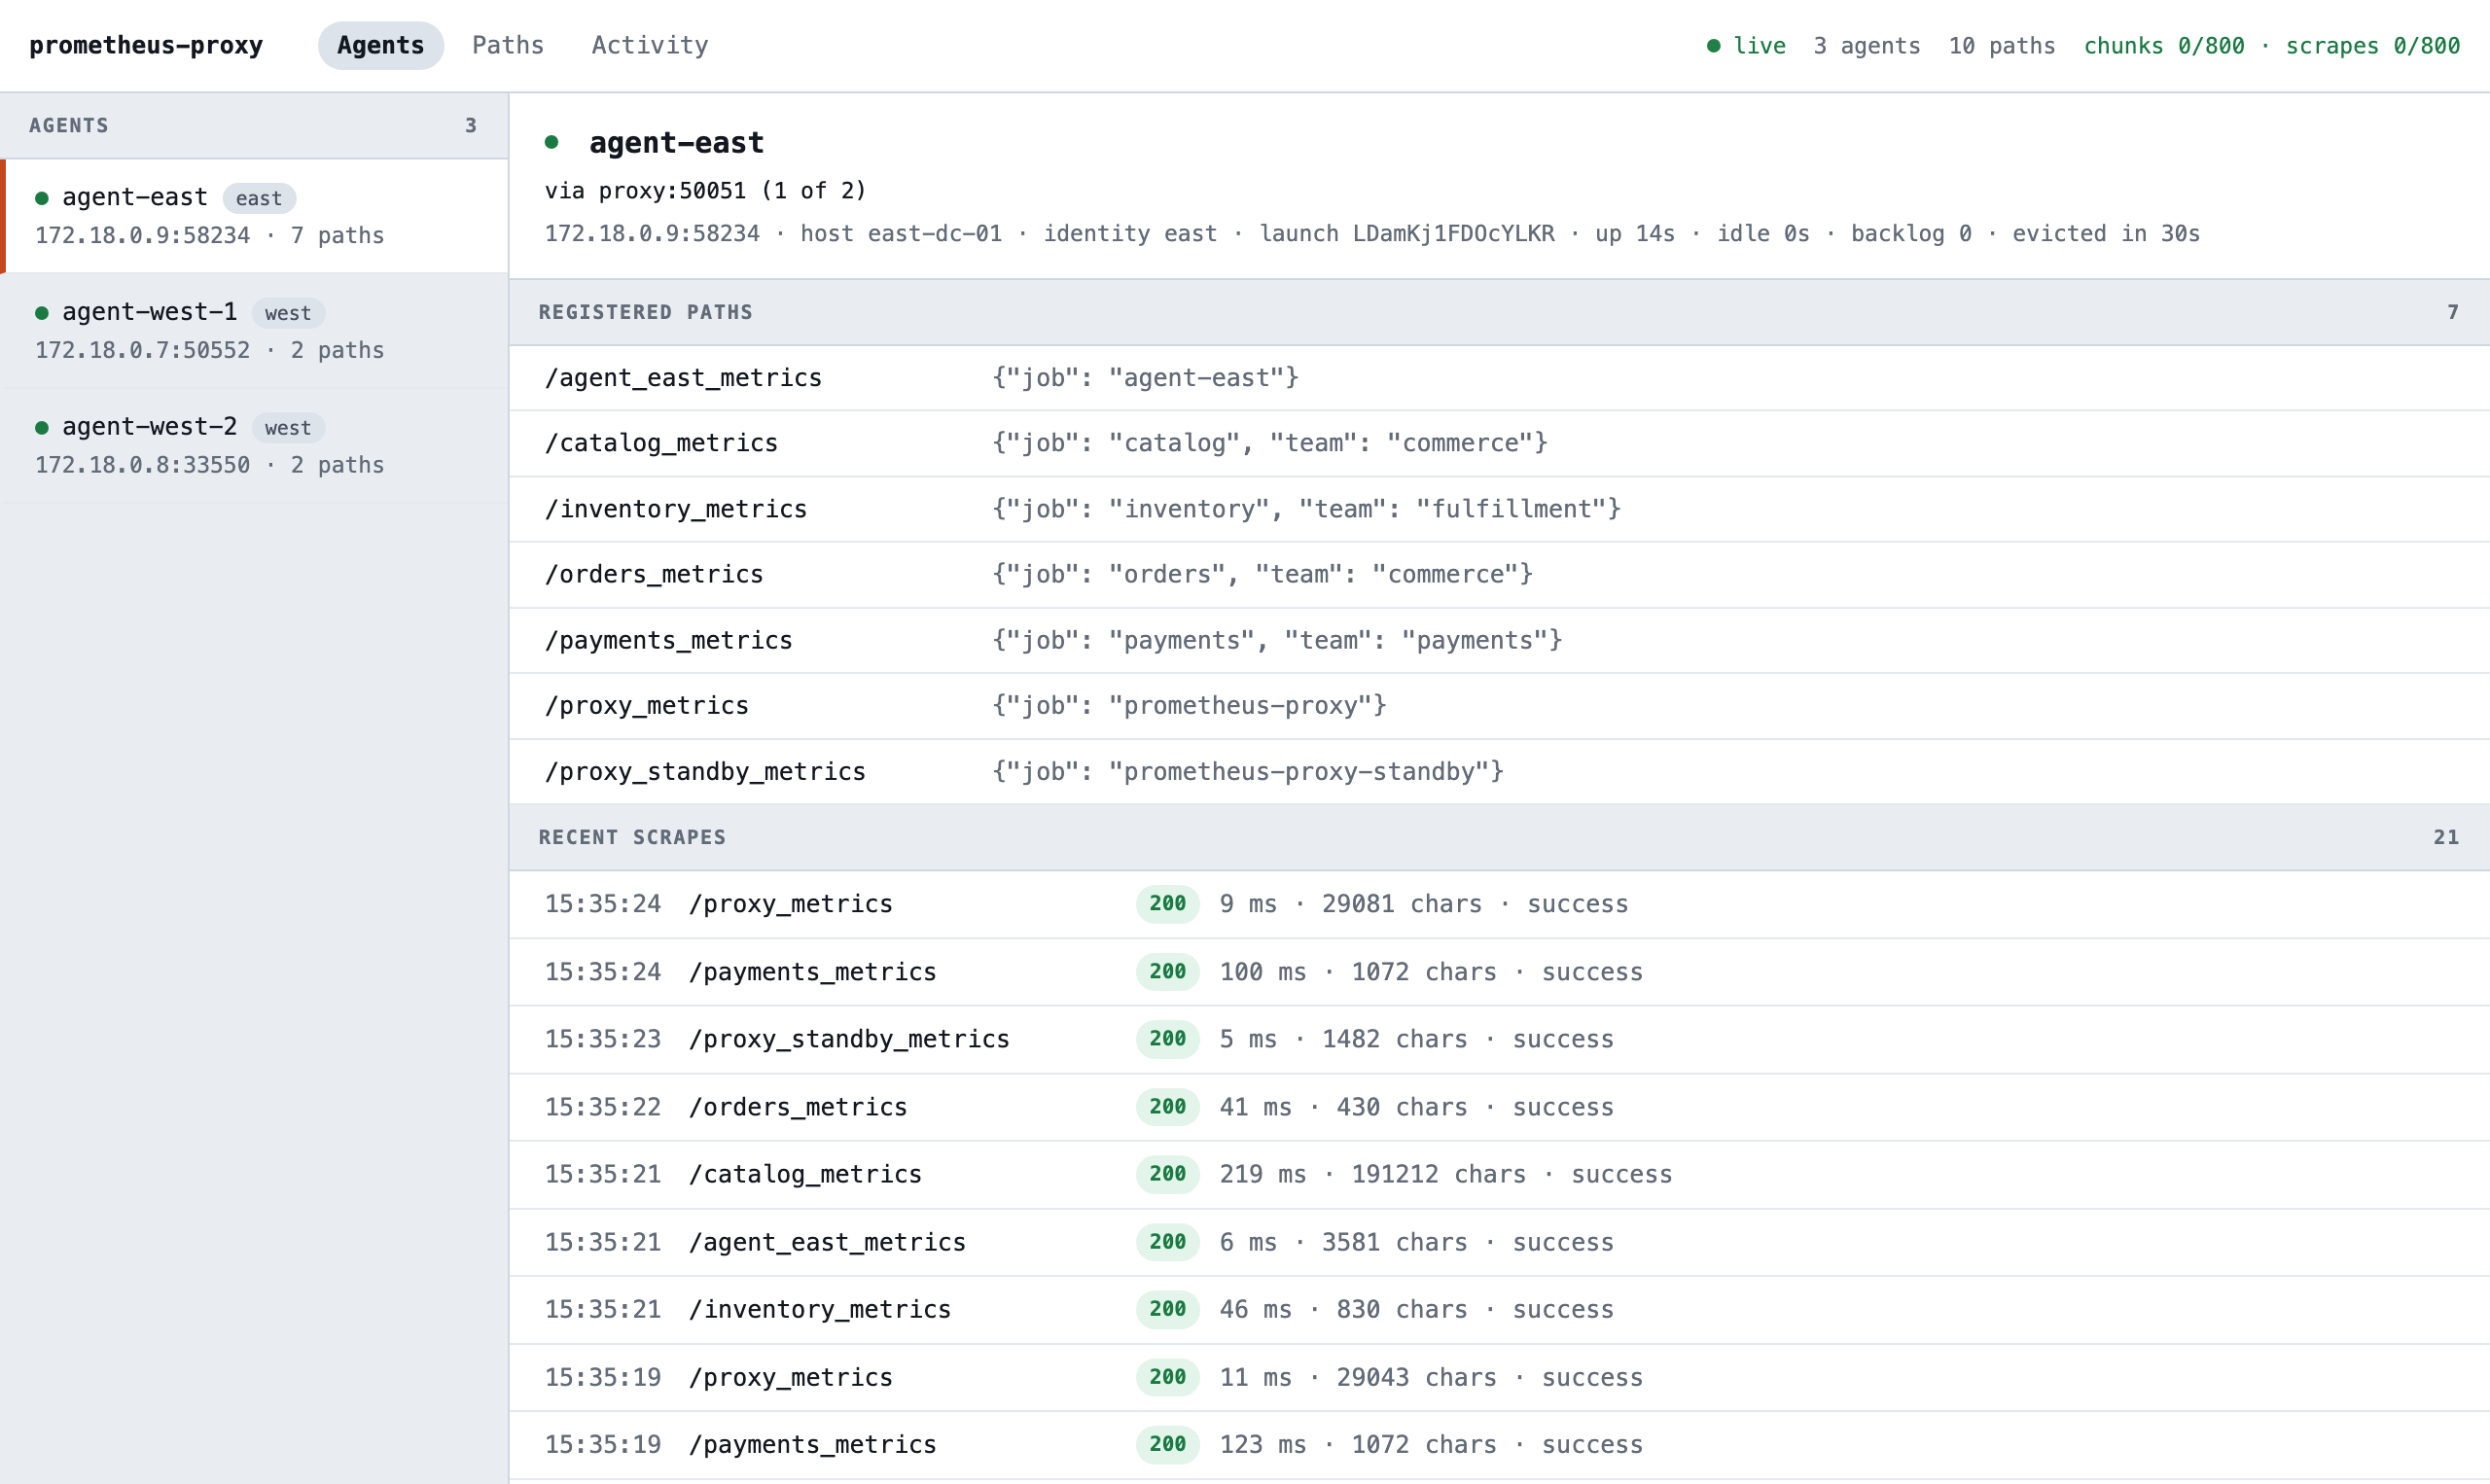 prometheus-proxy Agents Paths Activity live 3 agents 10 paths chunks 0/800 · scrapes 0/800
AGENTS 3
agent-east east
172.18.0.9:58234 · 7 paths
agent-west-1 west
172.18.0.7:50552 · 2 paths
agent-west-2 west
172.18.0.8:33550 · 2 paths
agent-east
via proxy:50051 (1 of 2)
172.18.0.9:58234 · host east-dc-01 · identity east · launch LDamKj1FDOcYLKR · up 14s · idle 0s · backlog 0 · evicted in 30s
REGISTERED PATHS 7
/agent_east_metrics {"job": "agent-east"}
/catalog_metrics {"job": "catalog", "team": "commerce"}
/inventory_metrics {"job": "inventory", "team": "fulfillment"}
/orders_metrics {"job": "orders", "team": "commerce"}
/payments_metrics {"job": "payments", "team": "payments"}
/proxy_metrics {"job": "prometheus-proxy"}
/proxy_standby_metrics {"job": "prometheus-proxy-standby"}
RECENT SCRAPES 21
15:35:24 /proxy_metrics 200 9 ms · 29081 chars · success
15:35:24 /payments_metrics 200 100 ms · 1072 chars · success
15:35:23 /proxy_standby_metrics 200 5 ms · 1482 chars · success
15:35:22 /orders_metrics 200 41 ms · 430 chars · success
15:35:21 /catalog_metrics 200 219 ms · 191212 chars · success
15:35:21 /agent_east_metrics 200 6 ms · 3581 chars · success
15:35:21 /inventory_metrics 200 46 ms · 830 chars · success
15:35:19 /proxy_metrics 200 11 ms · 29043 chars · success
15:35:19 /payments_metrics 200 123 ms · 1072 chars · success